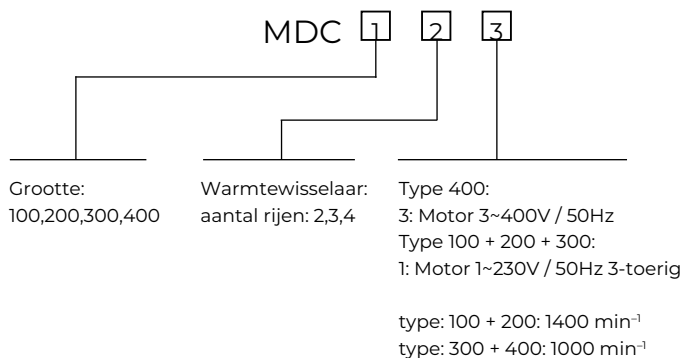 MDC 1 2 3
Grootte:
100,200,300,400
Warmtewisselaar:
aantal rijen: 2,3,4
Type 400:
3: Motor 3~400V / 50Hz
Type 100 + 200 + 300:
1: Motor 1~230V / 50Hz 3-toerig
type: 100 + 200: 1400 min⁻¹
type: 300 + 400: 1000 min⁻¹